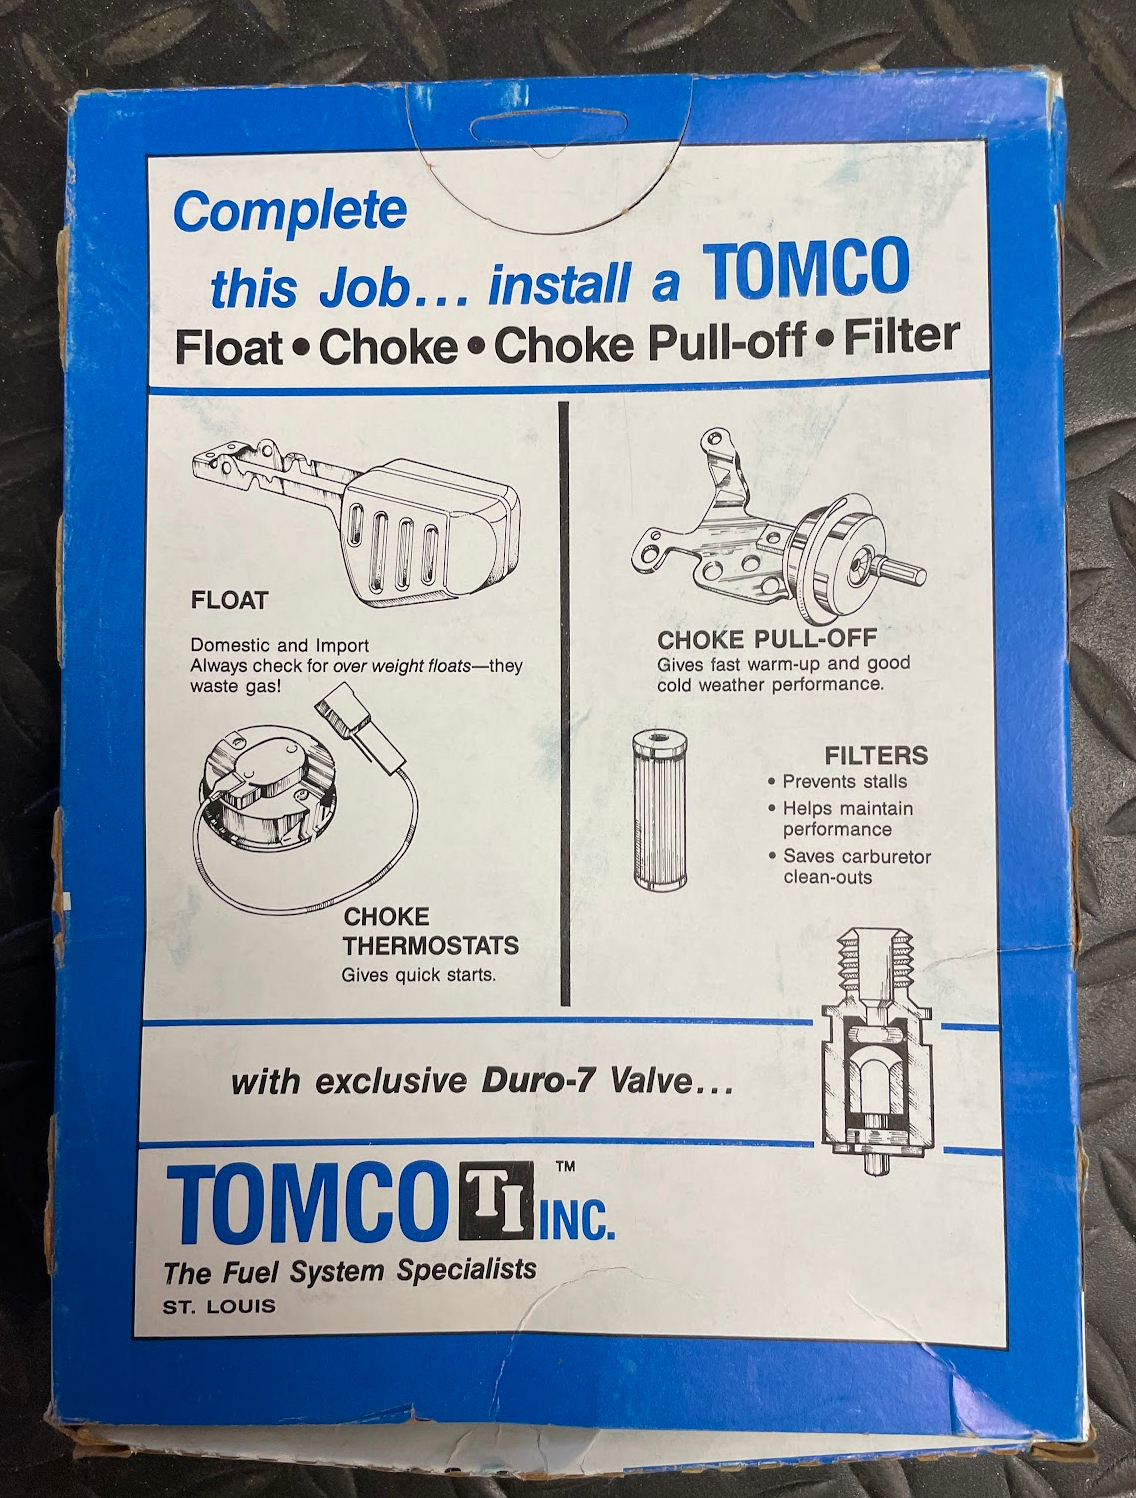 Complete
this Job... install a TOMCO
Float • Choke • Choke Pull-off • Filter
FLOAT
Domestic and Import
Always check for over weight floats—they
waste gas!
CHOKE
THERMOSTATS
Gives quick starts.
CHOKE PULL-OFF
Gives fast warm-up and good
cold weather performance.
FILTERS
• Prevents stalls
• Helps maintain
performance
• Saves carburetor
clean-outs
with exclusive Duro-7 Valve...
TOMCO TI ™ INC.
The Fuel System Specialists
ST. LOUIS